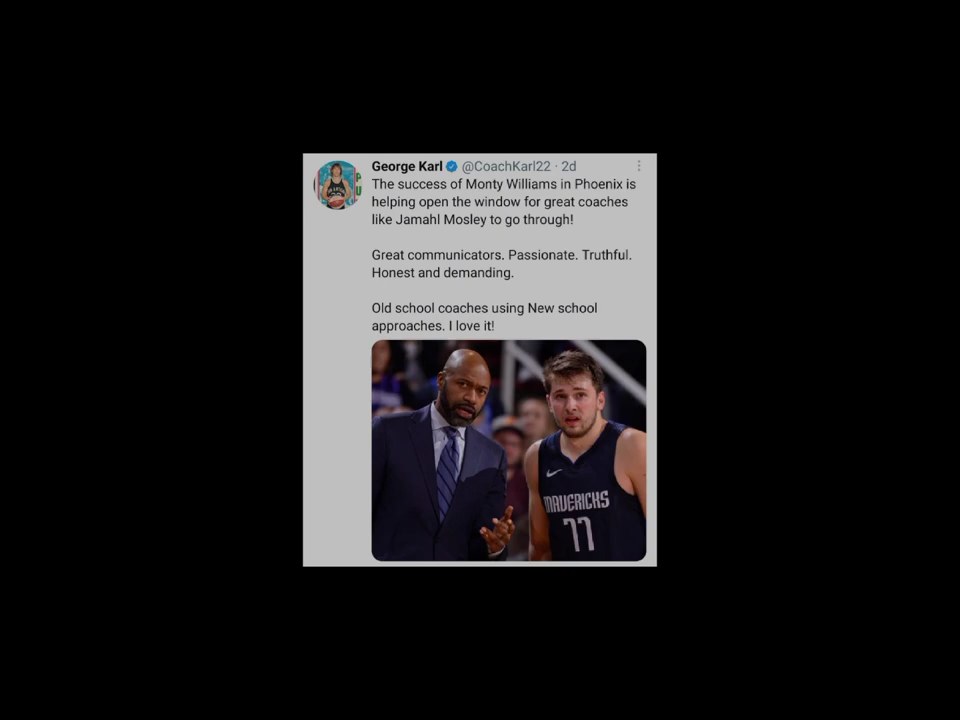 George Karl @CoachKarl22 · 2d
The success of Monty Williams in Phoenix is
helping open the window for great coaches
like Jamahl Mosley to go through!
Great communicators. Passionate. Truthful.
Honest and demanding.
Old school coaches using New school
approaches. I love it!
MAVERICKS
77